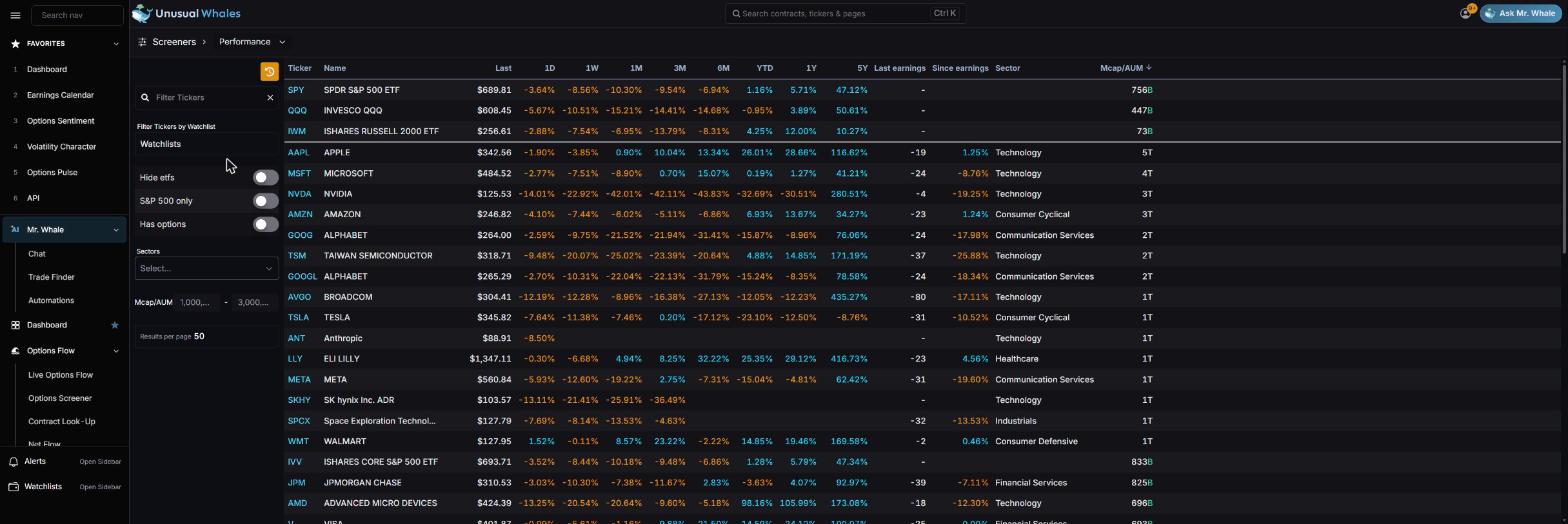 Search nav
Unusual Whales
Search contracts, tickers & pages Ctrl K
9+
Ask Mr. Whale
FAVORITES
1 Dashboard
2 Earnings Calendar
3 Options Sentiment
4 Volatility Character
5 Options Pulse
6 API
AI Mr. Whale
Chat
Trade Finder
Automations
Dashboard
Options Flow
Live Options Flow
Options Screener
Contract Look-Up
Net Flow
Alerts Open Sidebar
Watchlists Open Sidebar
Screeners > Performance
Filter Tickers
Filter Tickers by Watchlist
Watchlists
Hide etfs
S&P 500 only
Has options
Sectors
Select...
Mcap/AUM 1,000,... - 3,000,...
Results per page 50
Ticker Name Last 1D 1W 1M 3M 6M YTD 1Y 5Y Last earnings Since earnings Sector Mcap/AUM ↓
SPY SPDR S&P 500 ETF $689.81 -3.64% -8.56% -10.30% -9.54% -6.94% 1.16% 5.71% 47.12% - 756B
QQQ INVESCO QQQ $608.45 -5.67% -10.51% -15.21% -14.41% -14.68% -0.95% 3.89% 50.61% - 447B
IWM ISHARES RUSSELL 2000 ETF $256.61 -2.88% -7.54% -6.95% -13.79% -8.31% 4.25% 12.00% 10.27% - 73B
AAPL APPLE $342.56 -1.90% -3.85% 0.90% 10.04% 13.34% 26.01% 28.66% 116.62% -19 1.25% Technology 5T
MSFT MICROSOFT $484.52 -2.77% -7.51% -8.90% 0.70% 15.07% 0.19% 1.27% 41.21% -24 -8.76% Technology 4T
NVDA NVIDIA $125.53 -14.01% -22.92% -42.01% -42.11% -43.83% -32.69% -30.51% 280.51% -4 -19.25% Technology 3T
AMZN AMAZON $246.82 -4.10% -7.44% -6.02% -5.11% -6.86% 6.93% 13.67% 34.27% -23 1.24% Consumer Cyclical 3T
GOOG ALPHABET $264.00 -2.59% -9.75% -21.52% -21.94% -31.41% -15.87% -8.96% 76.06% -24 -17.98% Communication Services 2T
TSM TAIWAN SEMICONDUCTOR $318.71 -9.48% -20.07% -25.02% -23.39% -20.64% 4.88% 14.85% 171.19% -37 -25.88% Technology 2T
GOOGL ALPHABET $265.29 -2.70% -10.31% -22.04% -22.13% -31.79% -15.24% -8.35% 78.58% -24 -18.34% Communication Services 2T
AVGO BROADCOM $304.41 -12.19% -12.28% -8.96% -16.38% -27.13% -12.05% -12.23% 435.27% -80 -17.11% Technology 1T
TSLA TESLA $345.82 -7.64% -11.38% -7.46% 0.20% -17.12% -23.10% -12.50% -8.76% -31 -10.52% Consumer Cyclical 1T
ANT Anthropic $88.91 -8.50% - Technology 1T
LLY ELI LILLY $1,347.11 -0.30% -6.68% 4.94% 8.25% 32.22% 25.35% 29.12% 416.73% -23 4.56% Healthcare 1T
META META $560.84 -5.93% -12.60% -19.22% 2.75% -7.31% -15.04% -4.81% 62.42% -31 -19.60% Communication Services 1T
SKHY SK hynix Inc. ADR $103.57 -13.11% -21.41% -25.91% -36.49% - Technology 1T
SPCX Space Exploration Technol... $127.79 -7.69% -8.14% -13.53% -4.63% -32 -13.53% Industrials 1T
WMT WALMART $127.95 1.52% -0.11% 8.57% 23.22% -2.22% 14.85% 19.46% 169.58% -2 0.46% Consumer Defensive 1T
IVV ISHARES CORE S&P 500 ETF $693.71 -3.52% -8.44% -10.18% -9.48% -6.86% 1.28% 5.79% 47.34% - 833B
JPM JPMORGAN CHASE $310.53 -3.03% -10.30% -7.38% -11.67% 2.83% -3.63% 4.07% 92.97% -39 -7.11% Financial Services 825B
AMD ADVANCED MICRO DEVICES $424.39 -13.25% -20.54% -20.64% -9.60% -5.18% 98.16% 105.99% 173.08% -18 -12.30% Technology 696B
V VISA